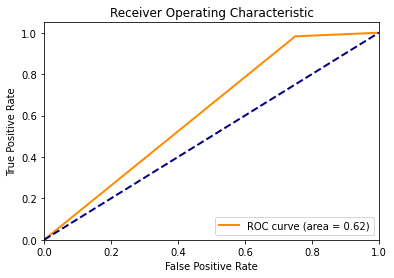 Receiver Operating Characteristic
True Positive Rate
1.0
0.8
0.6
0.4
0.2
0.0
ROC curve (area = 0.62)
0.0 0.2 0.4 0.6 0.8 1.0
False Positive Rate